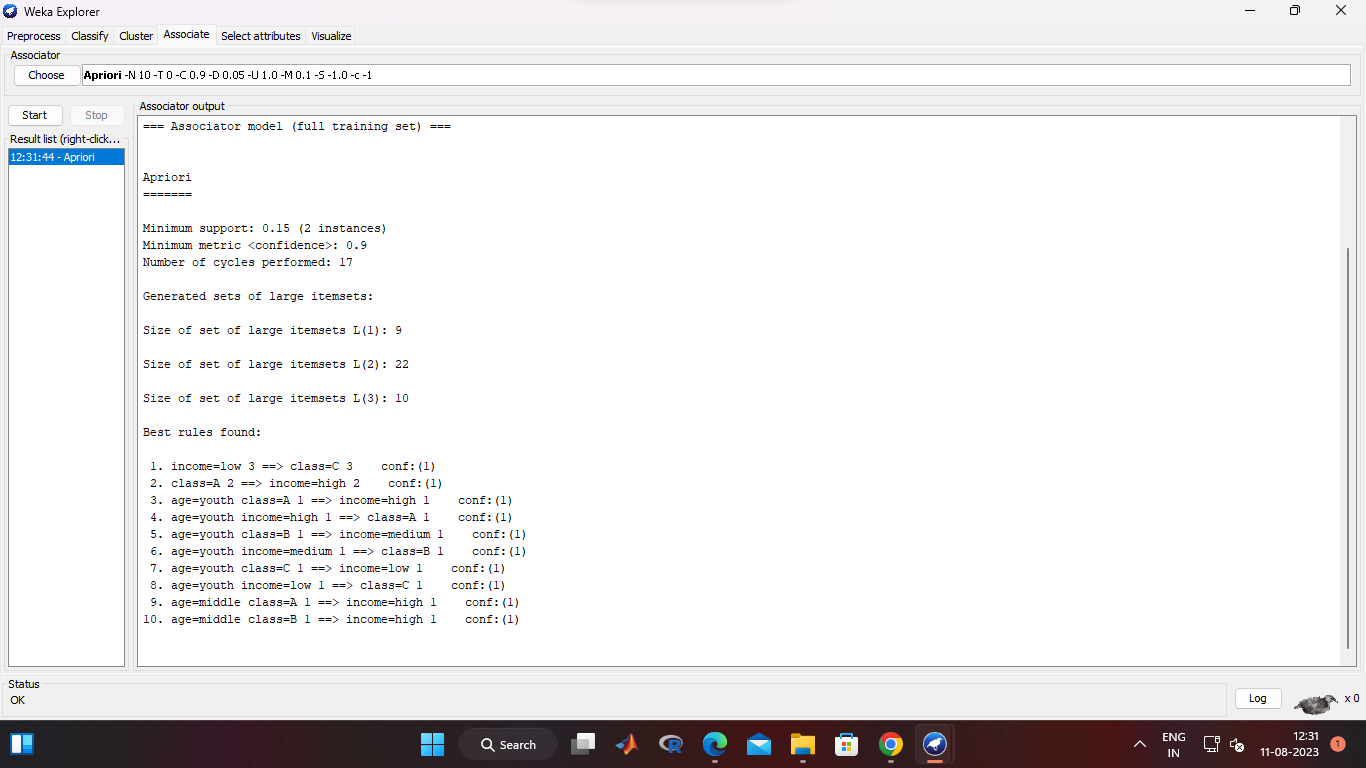 Weka Explorer
Preprocess Classify Cluster Associate Select attributes Visualize
Associator
Choose Apriori -N 10 -T 0 -C 0.9 -D 0.05 -U 1.0 -M 0.1 -S -1.0 -c -1
Start Stop
Result list (right-click...
12:31:44 - Apriori
Associator output
=== Associator model (full training set) ===
Apriori
=======
Minimum support: 0.15 (2 instances)
Minimum metric <confidence>: 0.9
Number of cycles performed: 17
Generated sets of large itemsets:
Size of set of large itemsets L(1): 9
Size of set of large itemsets L(2): 22
Size of set of large itemsets L(3): 10
Best rules found:
1. income=low 3 ==> class=C 3 conf:(1)
2. class=A 2 ==> income=high 2 conf:(1)
3. age=youth class=A 1 ==> income=high 1 conf:(1)
4. age=youth income=high 1 ==> class=A 1 conf:(1)
5. age=youth class=B 1 ==> income=medium 1 conf:(1)
6. age=youth income=medium 1 ==> class=B 1 conf:(1)
7. age=youth class=C 1 ==> income=low 1 conf:(1)
8. age=youth income=low 1 ==> class=C 1 conf:(1)
9. age=middle class=A 1 ==> income=high 1 conf:(1)
10. age=middle class=B 1 ==> income=high 1 conf:(1)
Status
OK
Log x 0
Search
ENG
IN
12:31
11-08-2023
1